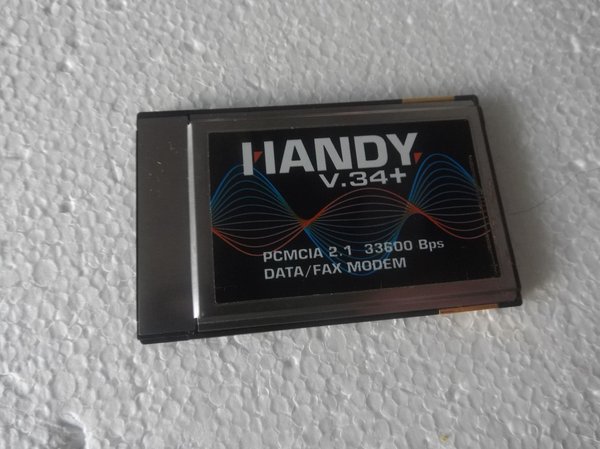 HANDY
V.34+
PCMCIA 2.1 33600 Bps
DATA/FAX MODEM